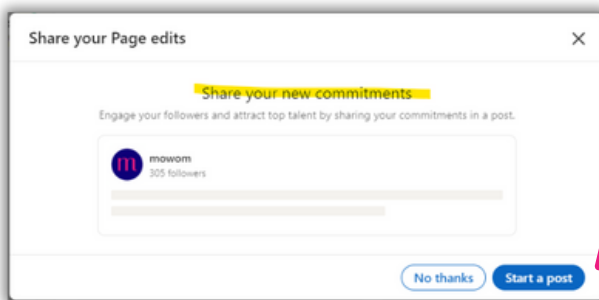 Share your Page edits
Share your new commitments
Engage your followers and attract top talent by sharing your commitments in a post.
m
mowom
305 followers
No thanks
Start a post